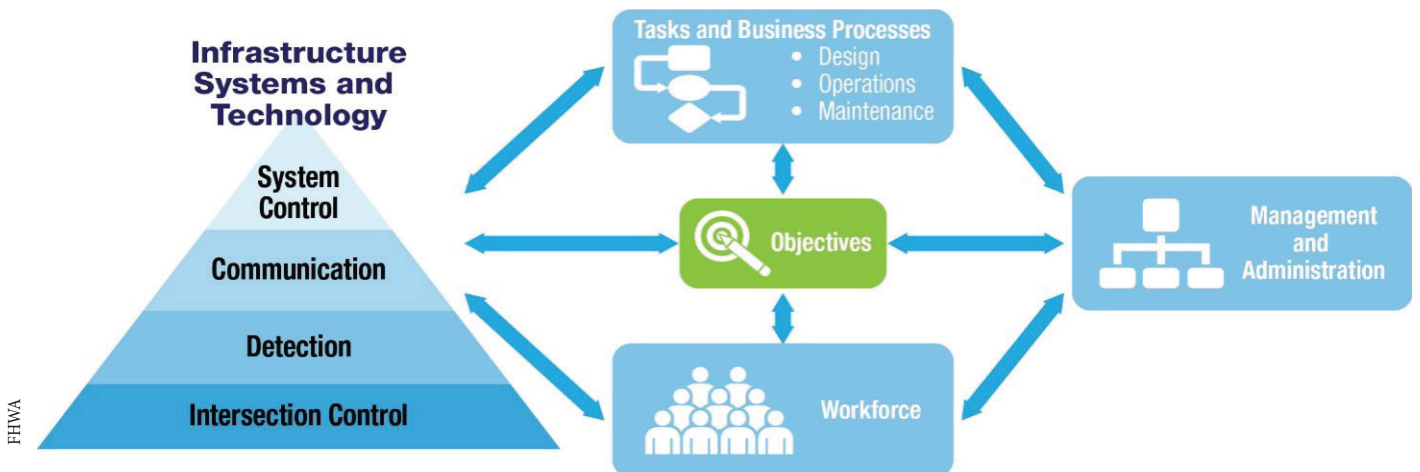 Infrastructure
Systems and
Technology
System
Control
Communication
Detection
Intersection Control
FHWA
Tasks and Business Processes
• Design
• Operations
• Maintenance
Objectives
Workforce
Management
and
Administration